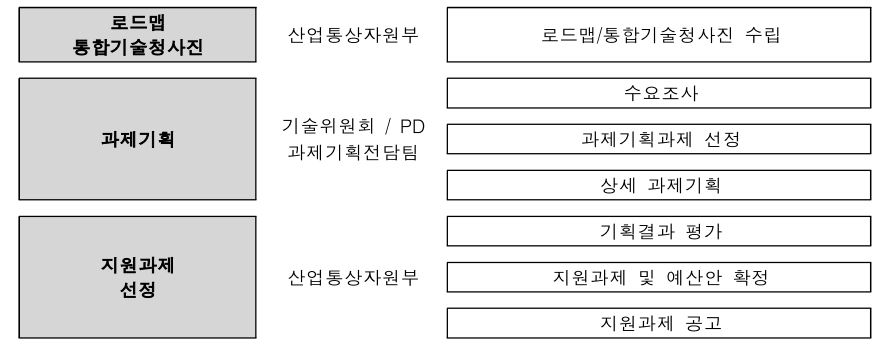 로드맵
통합기술청사진
산업통상자원부
로드맵/통합기술청사진 수립
과제기획
기술위원회 / PD
과제기획전담팀
수요조사
과제기획과제 선정
상세 과제기획
지원과제
선정
산업통상자원부
기획결과 평가
지원과제 및 예산안 확정
지원과제 공고